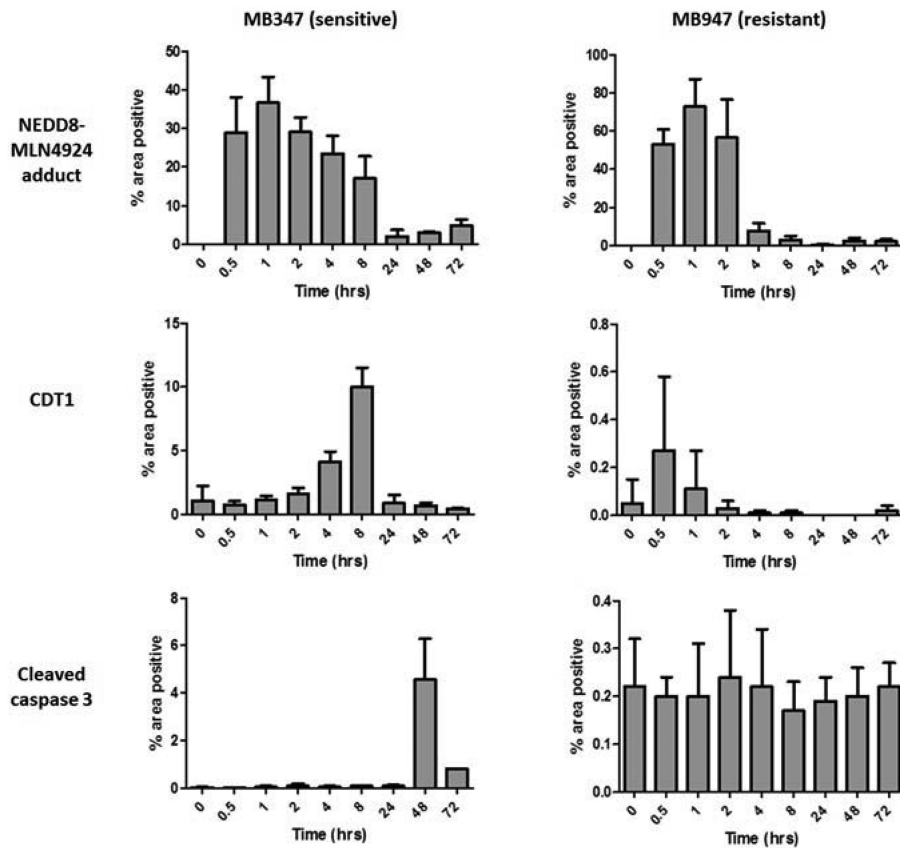 MB347 (sensitive)
MB947 (resistant)
NEDD8-
MLN4924
adduct
% area positive
50
40
30
20
10
0
0 0.5 1 2 4 8 24 48 72
Time (hrs)
% area positive
100
80
60
40
20
0
0 0.5 1 2 4 8 24 48 72
Time (hrs)
CDT1
% area positive
15
10
5
0
0 0.5 1 2 4 8 24 48 72
Time (hrs)
% area positive
0.8
0.6
0.4
0.2
0.0
0 0.5 1 2 4 8 24 48 72
Time (hrs)
Cleaved
caspase 3
% area positive
8
6
4
2
0
0 0.5 1 2 4 8 24 48 72
Time (hrs)
% area positive
0.4
0.3
0.2
0.1
0.0
0 0.5 1 2 4 8 24 48 72
Time (hrs)